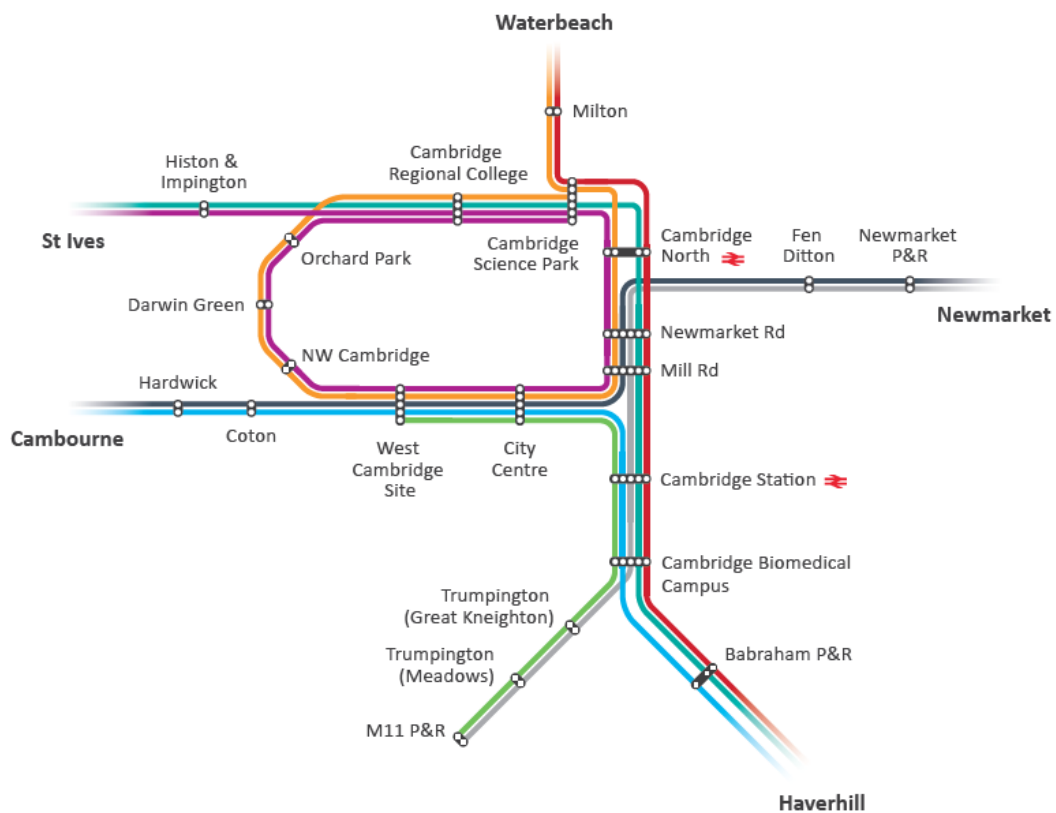 Waterbeach
Milton
Cambridge
Regional College
Histon &
Impington
St Ives
Orchard Park
Cambridge
Science Park
Cambridge
North
Fen
Ditton
Newmarket
P&R
Newmarket
Darwin Green
Newmarket Rd
NW Cambridge
Mill Rd
Hardwick
Cambourne
Coton
West
Cambridge
Site
City
Centre
Cambridge Station
Cambridge Biomedical
Campus
Trumpington
(Great Kneighton)
Trumpington
(Meadows)
Babraham P&R
M11 P&R
Haverhill